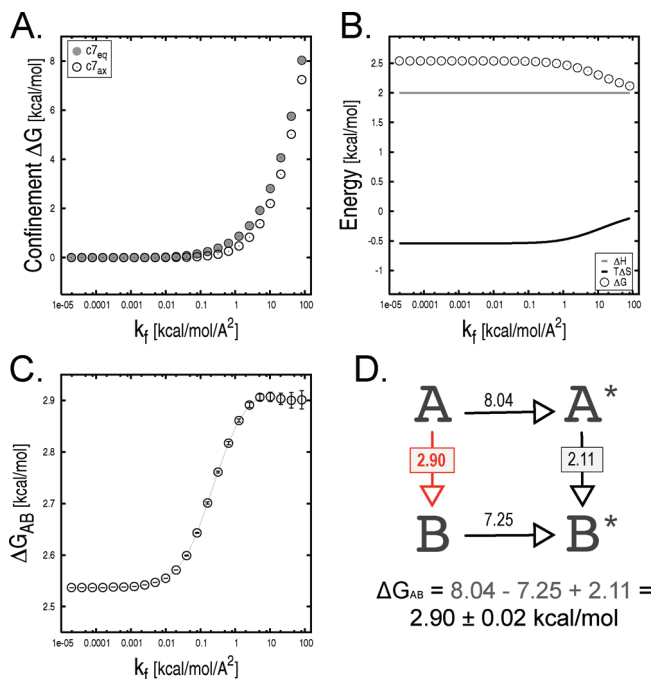 A.
c7eq
c7ax
Confinement ΔG [kcal/mol]
8
6
4
2
0
1e-05 0.0001 0.001 0.01 0.1 1 10 100
kf [kcal/mol/A²]
B.
Energy [kcal/mol]
2.5
2
1.5
1
0.5
0
-0.5
-1
ΔH
TΔS
ΔG
1e-05 0.0001 0.001 0.01 0.1 1 10 100
kf [kcal/mol/A²]
C.
ΔGAB [kcal/mol]
2.9
2.8
2.7
2.6
2.5
1e-05 0.0001 0.001 0.01 0.1 1 10 100
kf [kcal/mol/A²]
D.
A 8.04 A*
2.90 2.11
B 7.25 B*
ΔGAB = 8.04 - 7.25 + 2.11 =
2.90 ± 0.02 kcal/mol